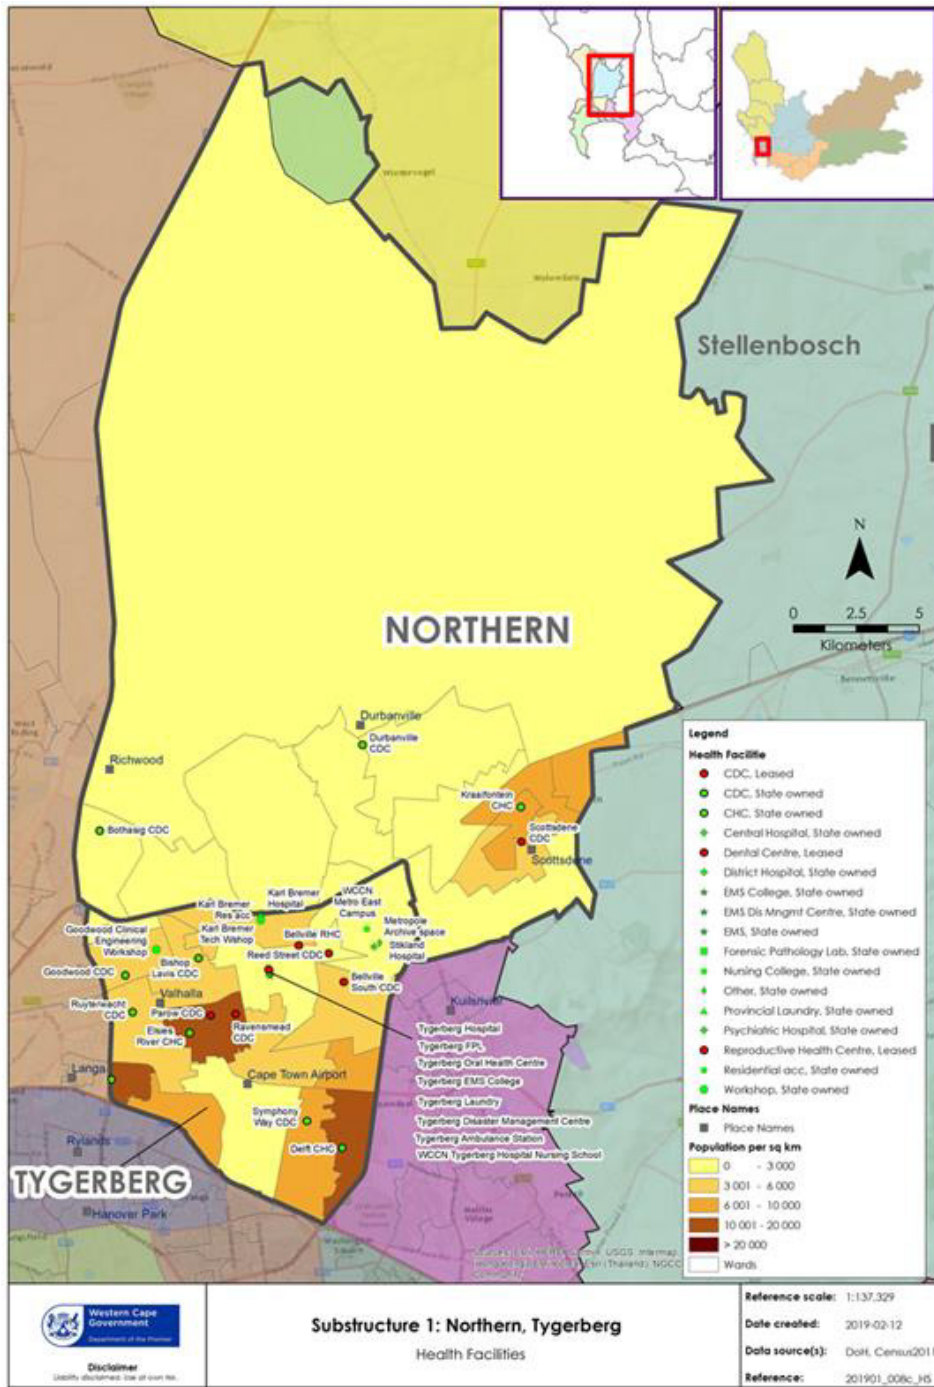 Stellenbosch
N
0 2.5 5
Kilometers
NORTHERN
Durbanville
Durbanville
CDC
Richwood
Bothasig CDC
Kraaifontein
CHC
Scottsdene
CDC
Scottsdene
Karl Bremer
Hospital
WCCN
Metro East
Campus
Karl Bremer
Res acc
Karl Bremer
Tech Wshop
Metropole
Archive space
Stikland
Hospital
Goodwood Clinical
Engineering
Workshop
Bellville RHC
Reed Street CDC
Bishop
Lavis CDC
Goodwood CDC
Bellville
South CDC
Valhalla
Ruyterwacht
CDC
Parow CDC
Ravensmead
CDC
Elsies
River CHC
Langa
Cape Town Airport
Symphony
Way CDC
Delft CHC
Rylands
TYGERBERG
Hanover Park
Kuilsrivier
Tygerberg Hospital
Tygerberg FPL
Tygerberg Oral Health Centre
Tygerberg EMS College
Tygerberg Laundry
Tygerberg Disaster Management Centre
Tygerberg Ambulance Station
WCCN Tygerberg Hospital Nursing School
Legend
Health Facilitie
CDC, Leased
CDC, State owned
CHC, State owned
Central Hospital, State owned
Dental Centre, Leased
District Hospital, State owned
EMS College, State owned
EMS Dis Mngmt Centre, State owned
EMS, State owned
Forensic Pathology Lab, State owned
Nursing College, State owned
Other, State owned
Provincial Laundry, State owned
Psychiatric Hospital, State owned
Reproductive Health Centre, Leased
Residential acc, State owned
Workshop, State owned
Place Names
Place Names
Population per sq km
0 - 3 000
3 001 - 6 000
6 001 - 10 000
10 001 - 20 000
> 20 000
Wards
Western Cape
Government
Department of the Premier
Disclaimer
Liability disclaimed: Use at own risk.
Substructure 1: Northern, Tygerberg
Health Facilities
Reference scale: 1:137,329
Date created: 2019-02-12
Data source(s): DoH, Census2011
Reference: 201901_008c_HS